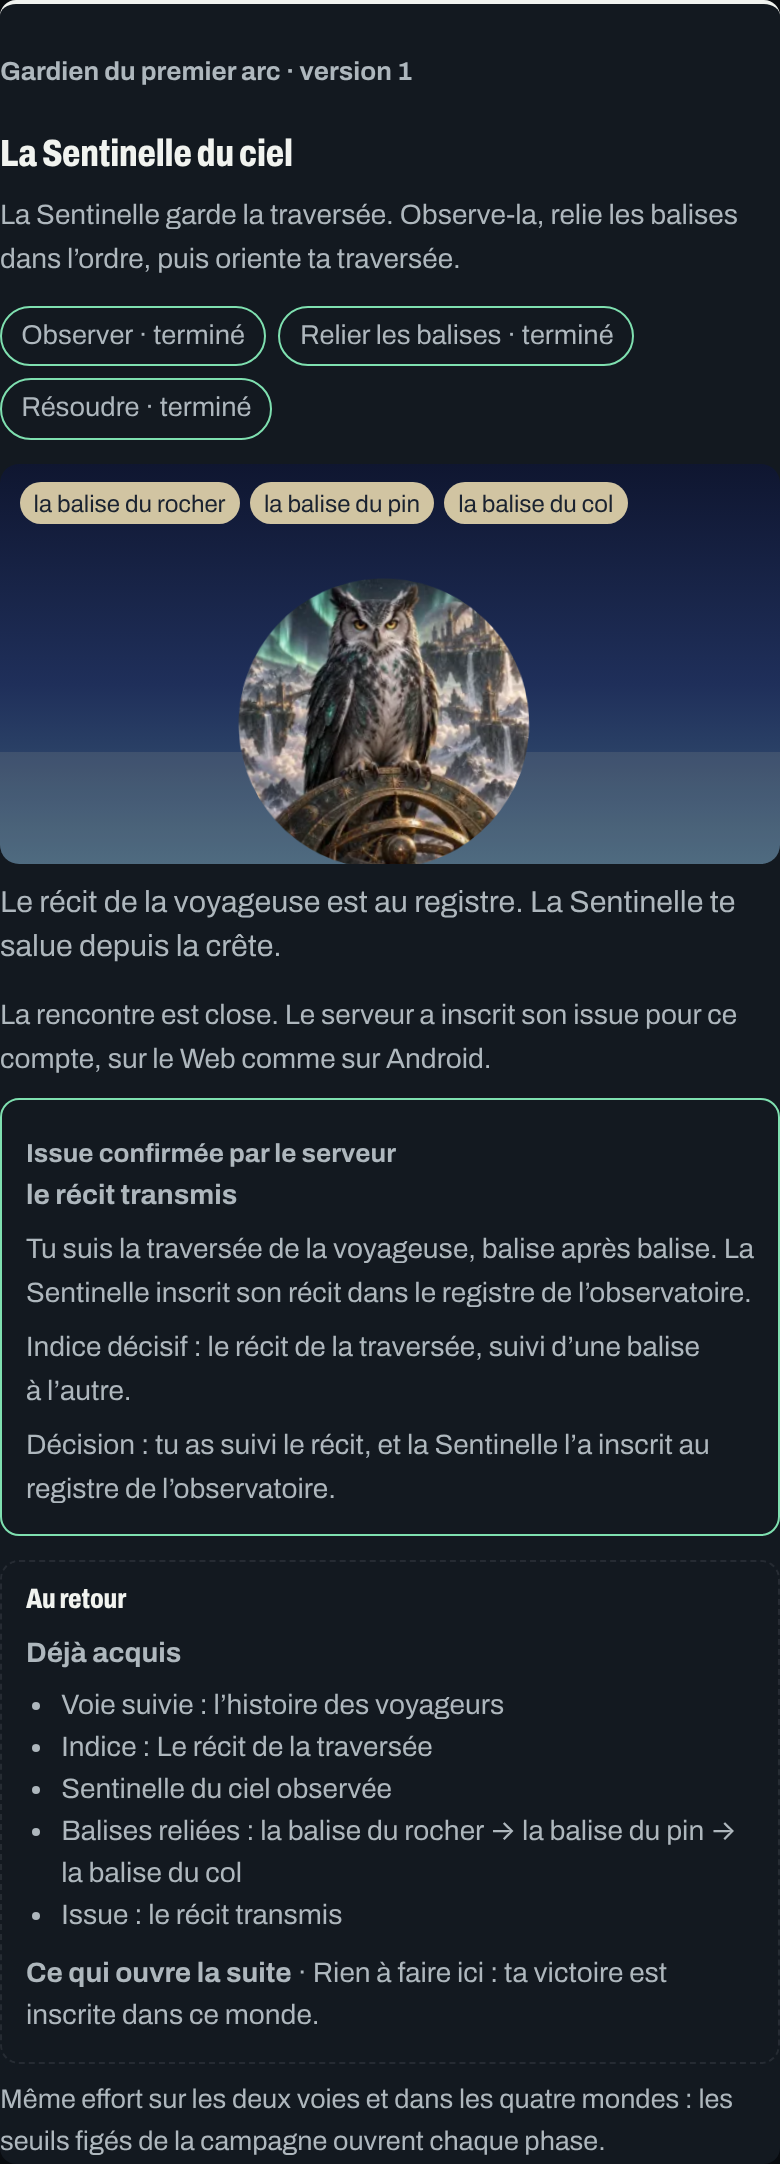 Gardien du premier arc · version 1
La Sentinelle du ciel
La Sentinelle garde la traversée. Observe-la, relie les balises
dans l’ordre, puis oriente ta traversée.
Observer · terminé
Relier les balises · terminé
Résoudre · terminé
la balise du rocher
la balise du pin
la balise du col
Le récit de la voyageuse est au registre. La Sentinelle te
salue depuis la crête.
La rencontre est close. Le serveur a inscrit son issue pour ce
compte, sur le Web comme sur Android.
Issue confirmée par le serveur
le récit transmis
Tu suis la traversée de la voyageuse, balise après balise. La
Sentinelle inscrit son récit dans le registre de l’observatoire.
Indice décisif : le récit de la traversée, suivi d’une balise
à l’autre.
Décision : tu as suivi le récit, et la Sentinelle l’a inscrit au
registre de l’observatoire.
Au retour
Déjà acquis
• Voie suivie : l’histoire des voyageurs
• Indice : Le récit de la traversée
• Sentinelle du ciel observée
• Balises reliées : la balise du rocher → la balise du pin →
la balise du col
• Issue : le récit transmis
Ce qui ouvre la suite · Rien à faire ici : ta victoire est
inscrite dans ce monde.
Même effort sur les deux voies et dans les quatre mondes : les
seuils figés de la campagne ouvrent chaque phase.